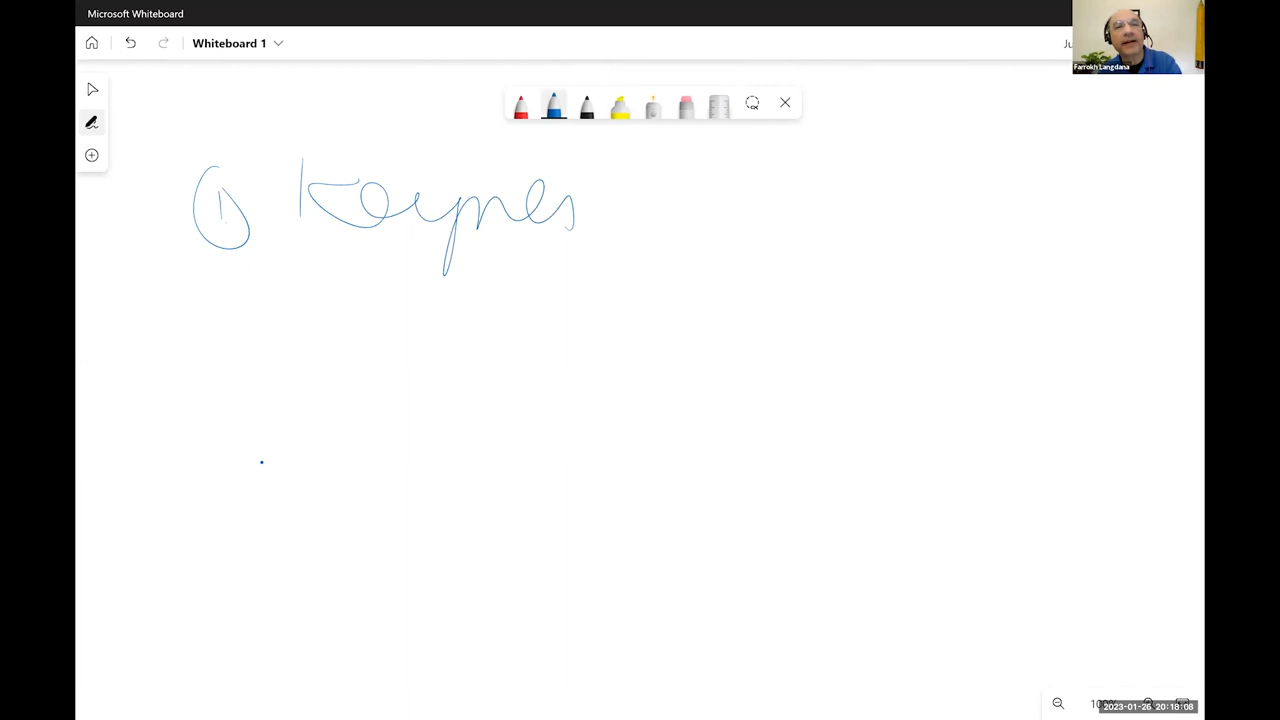 Microsoft Whiteboard
Whiteboard 1
Farrokh Langdana
① Keynes
2023-01-26 20:18:08